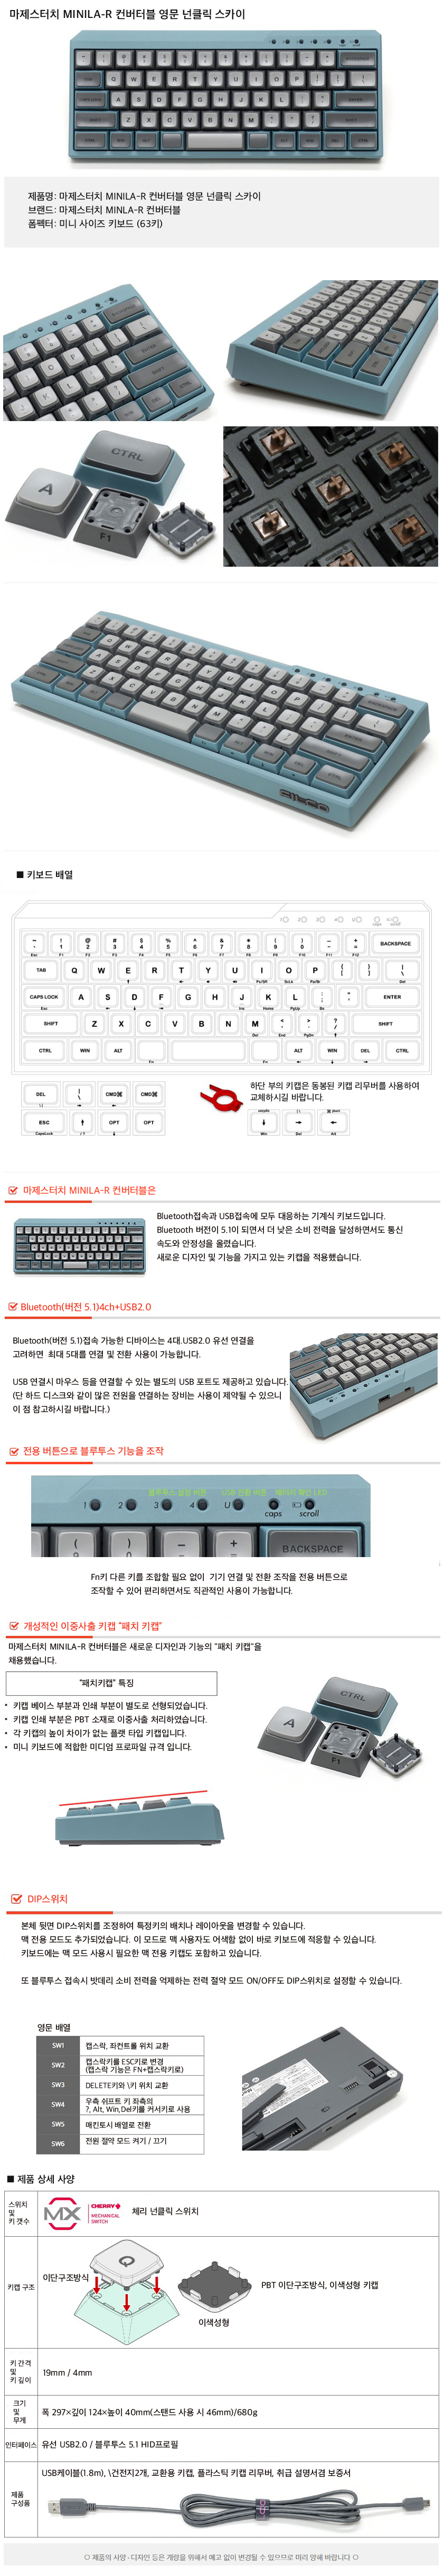 마제스터치 MINILA-R 컨버터블 영문 넌클릭 스카이
제품명: 마제스터치 MINILA-R 컨버터블 영문 넌클릭 스카이
브랜드: 마제스터치 MINLA-R 컨버터블
폼팩터: 미니 사이즈 키보드 (63키)
CTRL
A
F1
FILCO
■ 키보드 배열
BACKSPACE
TAB Q W E R T Y U I O P
CAPS LOCK A S D F G H J K L ENTER
SHIFT Z X C V B N M SHIFT
CTRL WIN ALT ALT WIN DEL CTRL
DEL CMD⌘ CMD⌘
ESC OPT OPT
하단 부의 키캡은 동봉된 키캡 리무버를 사용하여
교체하시길 바랍니다.
마제스터치 MINILA-R 컨버터블은
Bluetooth접속과 USB접속에 모두 대응하는 기계식 키보드입니다.
Bluetooth 버전이 5.1이 되면서 더 낮은 소비 전력을 달성하면서도 통신
속도와 안정성을 올렸습니다.
새로운 디자인 및 기능을 가지고 있는 키캡을 적용했습니다.
Bluetooth(버전 5.1)4ch+USB2.0
Bluetooth(버전 5.1)접속 가능한 디바이스는 4대.USB2.0 유선 연결을
고려하면  최대 5대를 연결 및 전환 사용이 가능합니다.
USB 연결시 마우스 등을 연결할 수 있는 별도의 USB 포트도 제공하고 있습니다.
(단 하드 디스크와 같이 많은 전원을 연결하는 장비는 사용이 제약될 수 있으니
이 점 참고하시길 바랍니다.)
전용 버튼으로 블루투스 기능을 조작
블루투스 설정 버튼 USB 전환 버튼 배터리 확인 LED
1 2 3 4 U caps scroll
BACKSPACE
Fn키 다른 키를 조합할 필요 없이  기기 연결 및 전환 조작을 전용 버튼으로
조작할 수 있어 편리하면서도 직관적인 사용이 가능합니다.
개성적인 이중사출 키캡 "패치 키캡"
마제스터치 MINILA-R 컨버터블은 새로운 디자인과 기능의 "패치 키캡"을
채용했습니다.
"패치키캡" 특징
• 키캡 베이스 부분과 인쇄 부분이 별도로 선형되었습니다.
• 키캡 인쇄 부분은 PBT 소재로 이중사출 처리하였습니다.
• 각 키캡의 높이 차이가 없는 플랫 타입 키캡입니다.
• 미니 키보드에 적합한 미디엄 프로파일 규격 입니다.
CTRL
A
F1
DIP스위치
본체 뒷면 DIP스위치를 조정하여 특정키의 배치나 레이아웃을 변경할 수 있습니다.
맥 전용 모드도 추가되었습니다. 이 모드로 맥 사용자도 어색함 없이 바로 키보드에 적응할 수 있습니다.
키보드에는 맥 모드 사용시 필요한 맥 전용 키캡도 포함하고 있습니다.
또 블루투스 접속시 밧데리 소비 전력을 억제하는 전력 절약 모드 ON/OFF도 DIP스위치로 설정할 수 있습니다.
영문 배열
SW1 캡스락, 좌컨트롤 위치 교환
SW2 캡스락키를 ESC키로 변경
(캡스락 기능은 FN+캡스락키로)
SW3 DELETE키와 \키 위치 교환
SW4 우측 쉬프트 키 좌측의
?, Alt, Win,Del키를 커서키로 사용
SW5 매킨토시 배열로 전환
SW6 전원 절약 모드 켜기 / 끄기
■ 제품 상세 사양
스위치
및
키 갯수
MX CHERRY
MECHANICAL
SWITCH
체리 넌클릭 스위치
키캡 구조
이단구조방식
Q
이색성형
PBT 이단구조방식, 이색성형 키캡
키 간격
및
키 깊이
19mm / 4mm
크기
및
무게
폭 297×깊이 124×높이 40mm(스탠드 사용 시 46mm)/680g
인터페이스
유선 USB2.0 / 블루투스 5.1 HID프로필
제품
구성품
USB케이블(1.8m), \건전지2개, 교환용 키캡, 플라스틱 키캡 리무버, 취급 설명서겸 보증서
○ 제품의 사양 · 디자인 등은 개량을 위해서 예고 없이 변경될 수 있으므로 미리 양해 바랍니다 ○